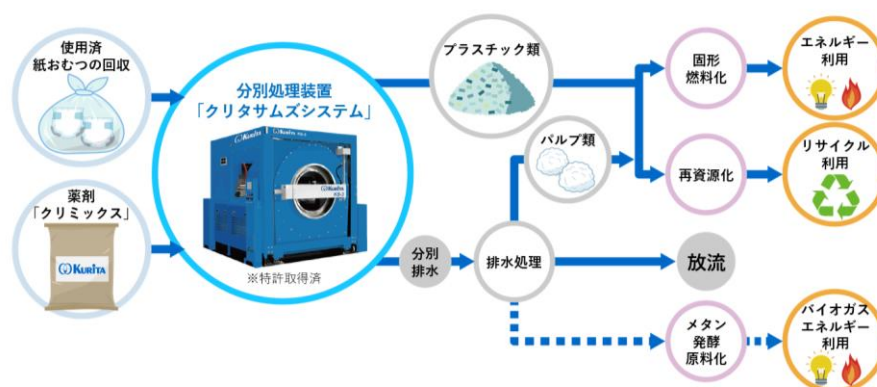 使用済
紙おむつの回収
薬剤
「クリミックス」
KURITA
分別処理装置
「クリタサムズシステム」
KURITA
KURITA
※特許取得済
プラスチック類
パルプ類
分別
排水
排水処理
固形
燃料化
再資源化
放流
メタン
発酵
原料化
エネルギー
利用
リサイクル
利用
バイオガス
エネルギー
利用